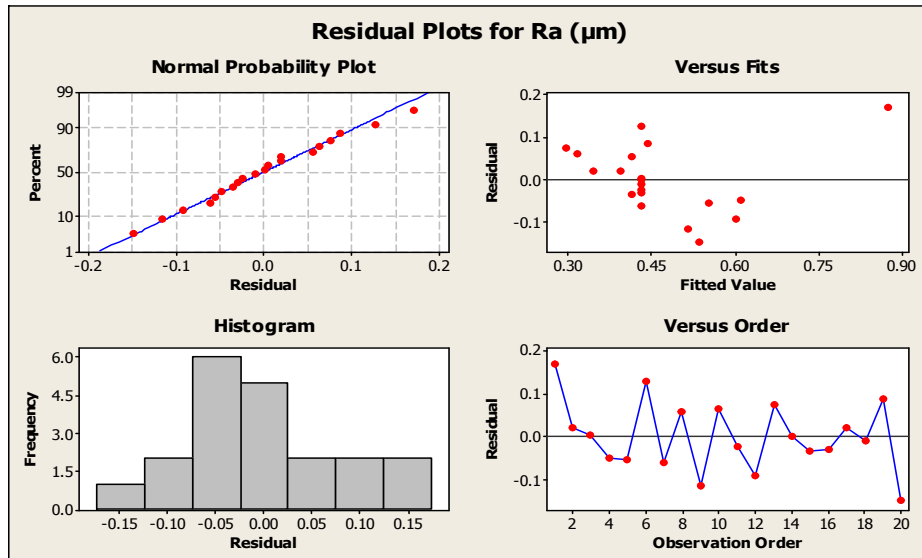 Residual Plots for Ra (µm)
Normal Probability Plot
99
90
50
10
1
Percent
-0.2 -0.1 0.0 0.1 0.2
Residual
Versus Fits
0.2
0.1
0.0
-0.1
Residual
0.30 0.45 0.60 0.75 0.90
Fitted Value
Histogram
6.0
4.5
3.0
1.5
0.0
Frequency
-0.15 -0.10 -0.05 0.00 0.05 0.10 0.15
Residual
Versus Order
0.2
0.1
0.0
-0.1
Residual
2 4 6 8 10 12 14 16 18 20
Observation Order